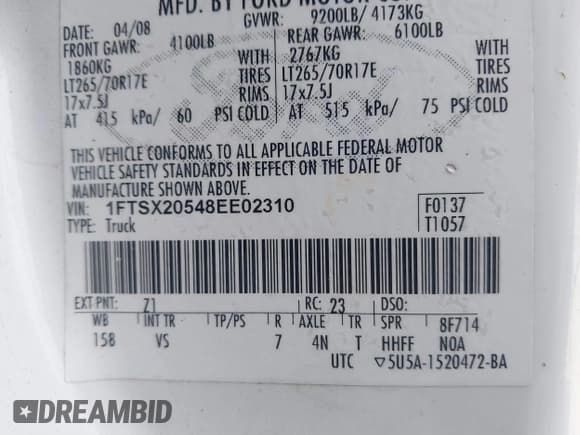 MFD. BY FORD MOTOR CO.
DATE: 04/08 GVWR: 9200LB/ 4173KG
FRONT GAWR: 4100LB REAR GAWR: 6100LB
1860KG WITH 2767KG WITH
LT265/70R17E TIRES LT265/70R17E TIRES
17x7.5J RIMS 17x7.5J RIMS
AT 415 kPa/ 60 PSI COLD AT 515 kPa/ 75 PSI COLD
THIS VEHICLE CONFORMS TO ALL APPLICABLE FEDERAL MOTOR
VEHICLE SAFETY STANDARDS IN EFFECT ON THE DATE OF
MANUFACTURE SHOWN ABOVE.
VIN: 1FTSX20548EE02310 F0137
TYPE: Truck T1057
EXT PNT: Z1 RC: 23 DSO:
WB INT TR TP/PS R AXLE TR SPR 8F714
158 VS 7 4N T HHFF NOA
UTC ▽5U5A-1520472-BA
DREAMBID